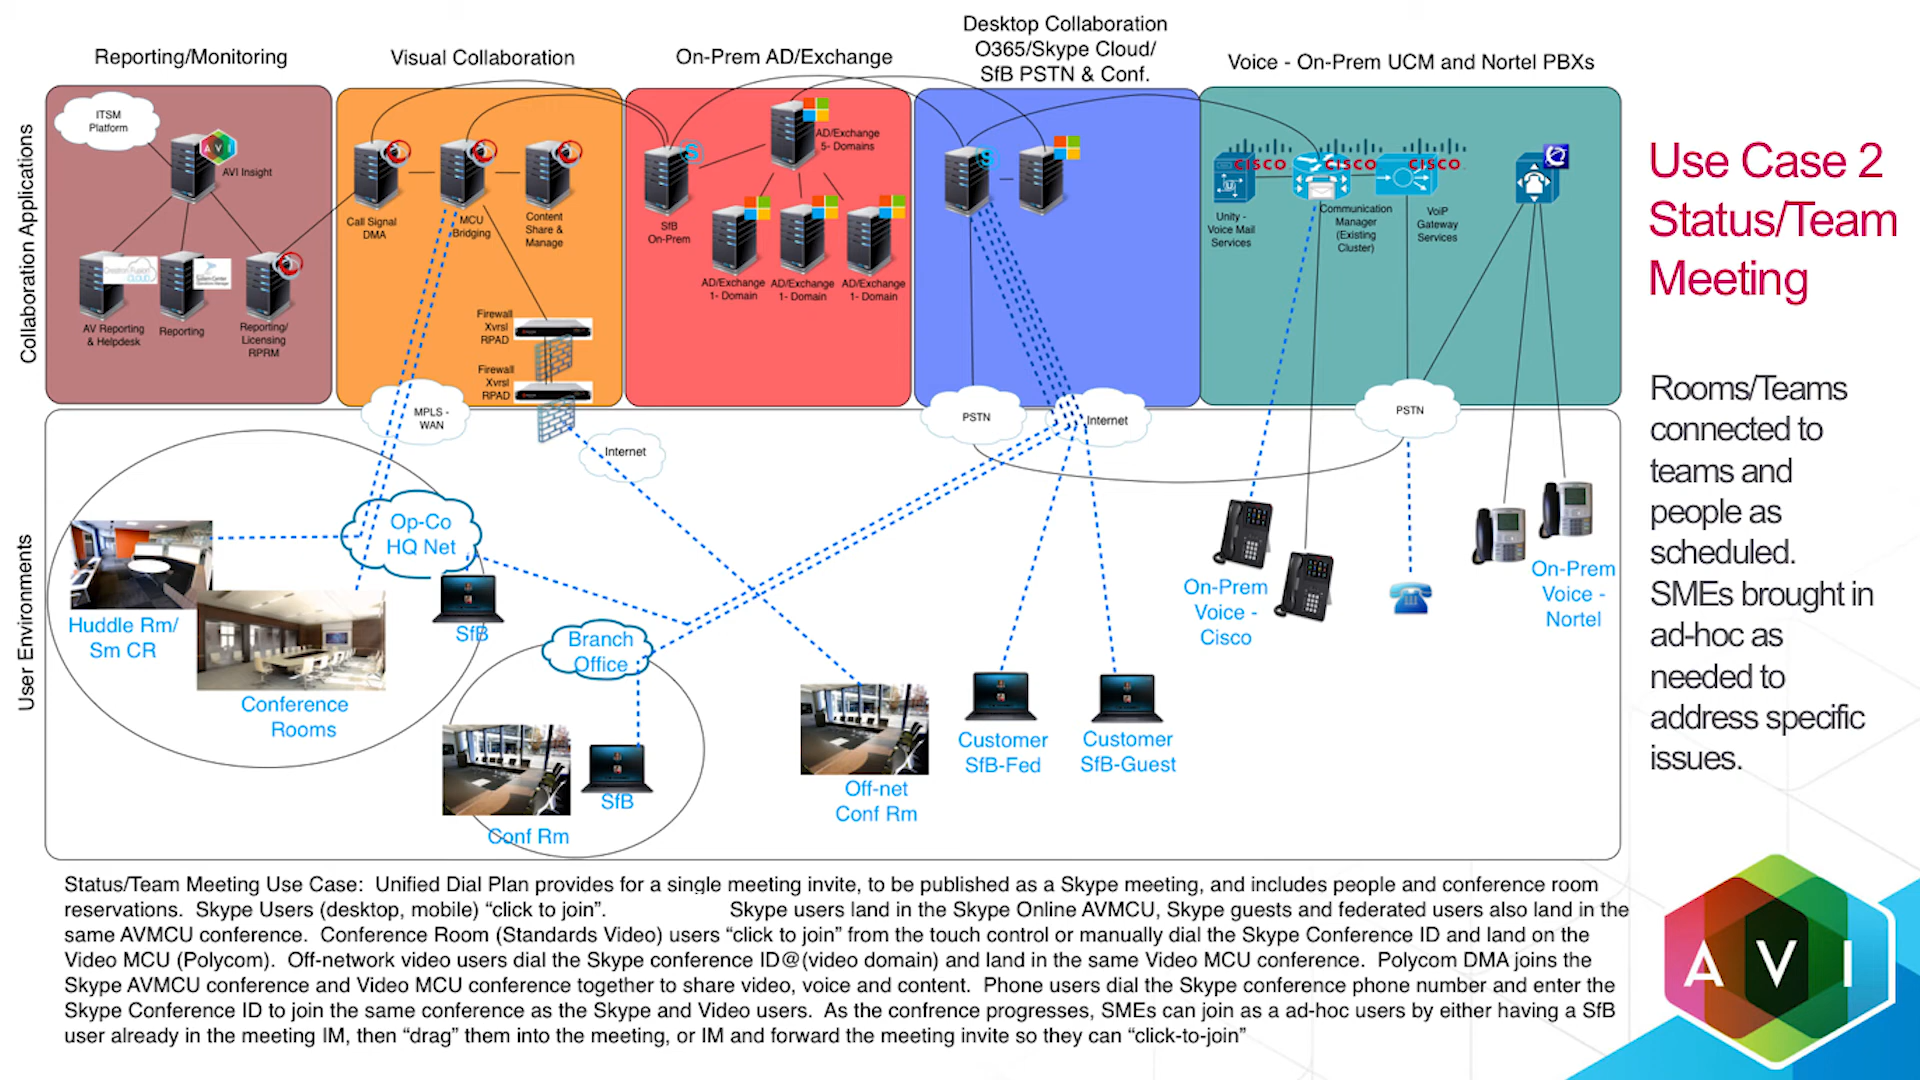 Reporting/Monitoring
Visual Collaboration
On-Prem AD/Exchange
Desktop Collaboration
O365/Skype Cloud/
SfB PSTN & Conf.
Voice - On-Prem UCM and Nortel PBXs
Collaboration Applications
ITSM
Platform
AVI
AVI Insight
CLOUD
AV Reporting
& Helpdesk
Reporting
Reporting/
Licensing
RPRM
Call Signal
DMA
MCU
Bridging
Content
Share &
Manage
Firewall
Xvrsl
RPAD
Firewall
Xvrsl
RPAD
SfB
On-Prem
AD/Exchange
5- Domains
AD/Exchange
1- Domain
AD/Exchange
1- Domain
AD/Exchange
1- Domain
CISCO
CISCO
CISCO
Unity -
Voice Mail
Services
Communication
Manager
(Existing
Cluster)
VoiP
Gateway
Services
MPLS -
WAN
Internet
PSTN
Internet
PSTN
User Environments
Op-Co
HQ Net
Huddle Rm/
Sm CR
Conference
Rooms
SfB
Branch
Office
Conf Rm
SfB
Off-net
Conf Rm
Customer
SfB-Fed
Customer
SfB-Guest
On-Prem
Voice -
Cisco
On-Prem
Voice -
Nortel
Use Case 2
Status/Team
Meeting
Rooms/Teams
connected to
teams and
people as
scheduled.
SMEs brought in
ad-hoc as
needed to
address specific
issues.
Status/Team Meeting Use Case: Unified Dial Plan provides for a single meeting invite, to be published as a Skype meeting, and includes people and conference room
reservations. Skype Users (desktop, mobile) “click to join”. Skype users land in the Skype Online AVMCU, Skype guests and federated users also land in the
same AVMCU conference. Conference Room (Standards Video) users “click to join” from the touch control or manually dial the Skype Conference ID and land on the
Video MCU (Polycom). Off-network video users dial the Skype conference ID@(video domain) and land in the same Video MCU conference. Polycom DMA joins the
Skype AVMCU conference and Video MCU conference together to share video, voice and content. Phone users dial the Skype conference phone number and enter the
Skype Conference ID to join the same conference as the Skype and Video users. As the confrence progresses, SMEs can join as a ad-hoc users by either having a SfB
user already in the meeting IM, then “drag” them into the meeting, or IM and forward the meeting invite so they can “click-to-join”
AVI